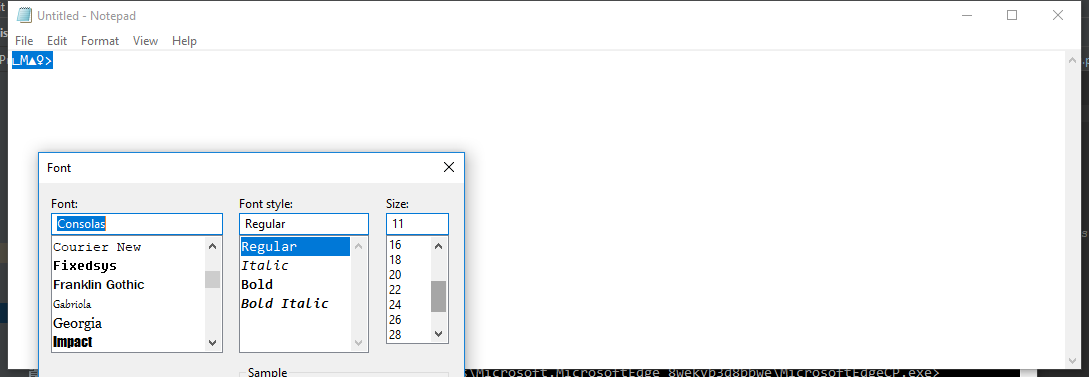 Untitled - Notepad
File Edit Format View Help
∟M▲♀>
Font
Font: Font style: Size:
Consolas Regular 11
Courier New
Fixedsys
Franklin Gothic
Gabriola
Georgia
Impact
Regular
Italic
Bold
Bold Italic
16
18
20
22
24
26
28
Sample
\Microsoft.MicrosoftEdge_8wekyb3d8bbwe\MicrosoftEdgeCP.exe>